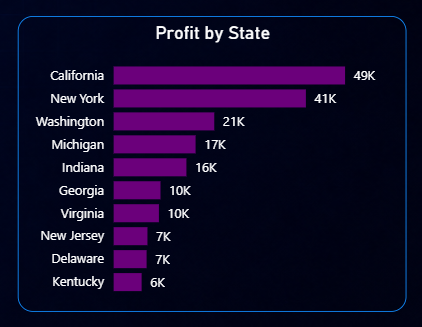 Profit by State
California 49K
New York 41K
Washington 21K
Michigan 17K
Indiana 16K
Georgia 10K
Virginia 10K
New Jersey 7K
Delaware 7K
Kentucky 6K